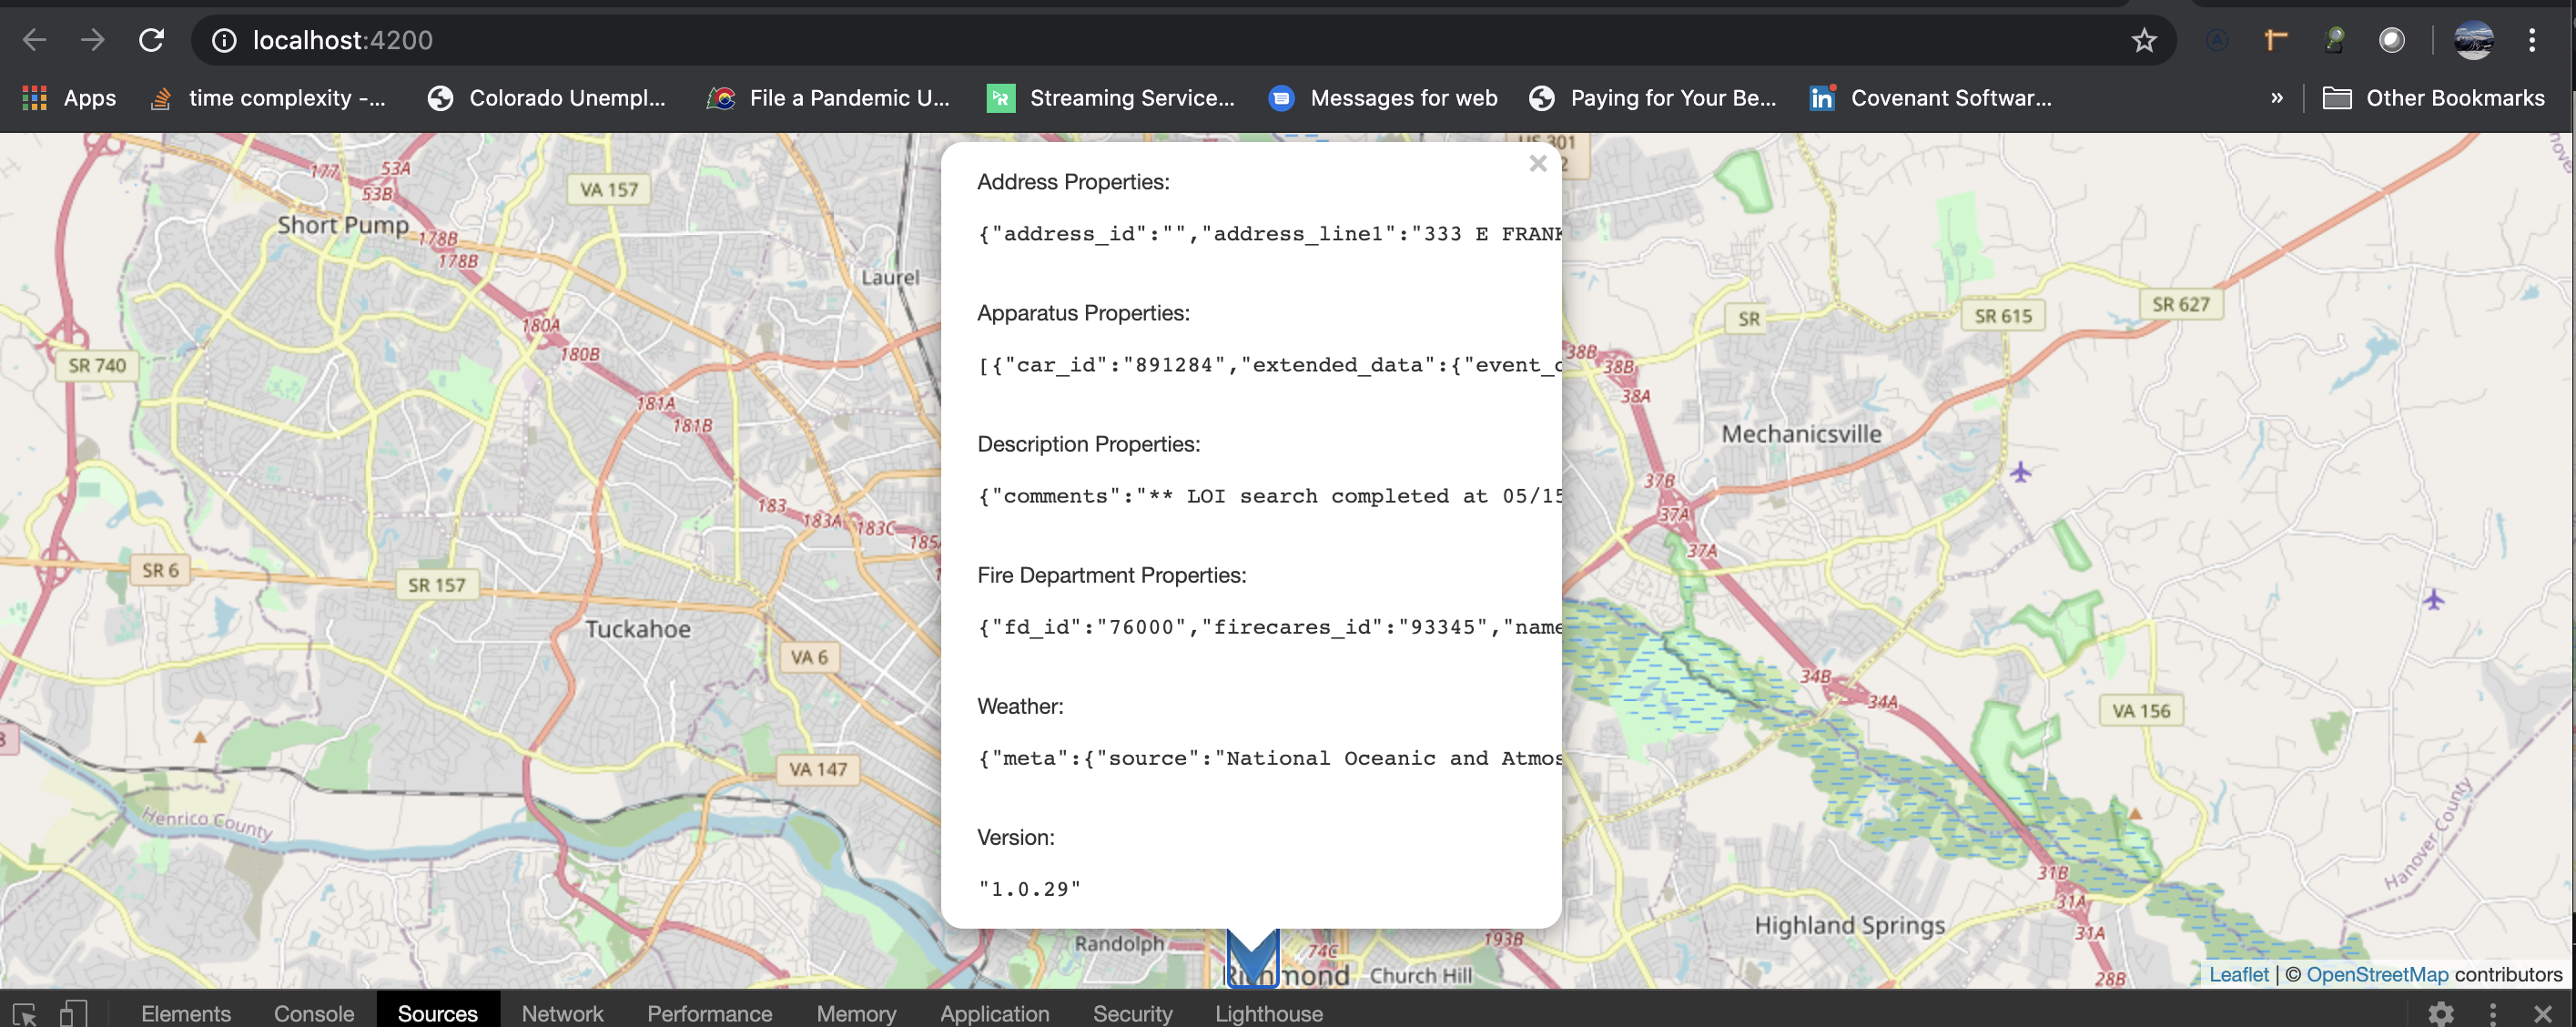 localhost:4200
Apps time complexity -... Colorado Unempl... File a Pandemic U... Streaming Service... Messages for web Paying for Your Be... Covenant Softwar... » Other Bookmarks
Address Properties:
{"address_id":"","address_line1":"333 E FRANK
Apparatus Properties:
[{"car_id":"891284","extended_data":{"event_c
Description Properties:
{"comments":"** LOI search completed at 05/15
Fire Department Properties:
{"fd_id":"76000","firecares_id":"93345","name
Weather:
{"meta":{"source":"National Oceanic and Atmos
Version:
"1.0.29"
177
53A
53B
VA 157
Short Pump
178B
178B
Laurel
180A
180B
SR 740
181A
181B
183
183A
183C
185A
SR 6
SR 157
Tuckahoe
VA 6
VA 147
Henrico County
Randolph
Richmond
74C
Church Hill
193B
US 301
SR
SR 615
SR 627
38B
38B
38A
Mechanicsville
37B
37A
37A
34B
34A
VA 156
Hanover County
31B
31A
31A
Highland Springs
28B
Leaflet | © OpenStreetMap contributors
Elements Console Sources Network Performance Memory Application Security Lighthouse